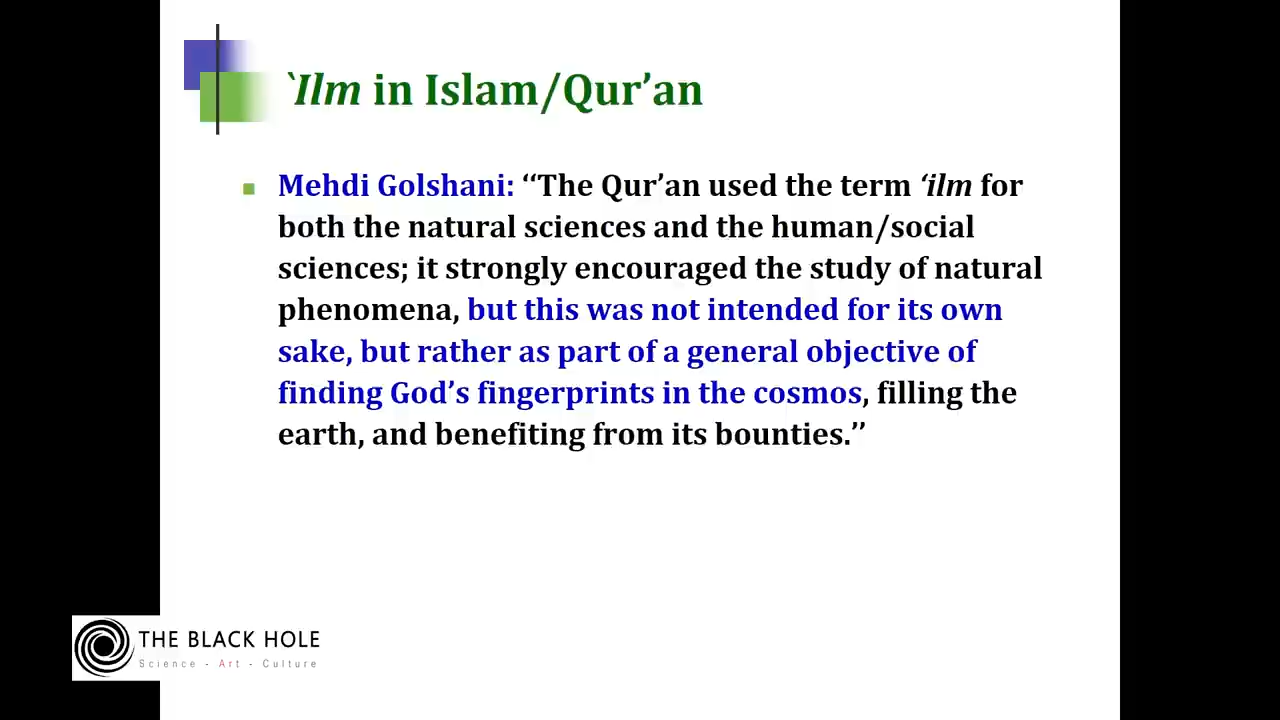 `Ilm in Islam/Qur’an
Mehdi Golshani: ‘‘The Qur’an used the term ‘ilm for
both the natural sciences and the human/social
sciences; it strongly encouraged the study of natural
phenomena, but this was not intended for its own
sake, but rather as part of a general objective of
finding God’s fingerprints in the cosmos, filling the
earth, and benefiting from its bounties.’’
THE BLACK HOLE
Science - Art - Culture